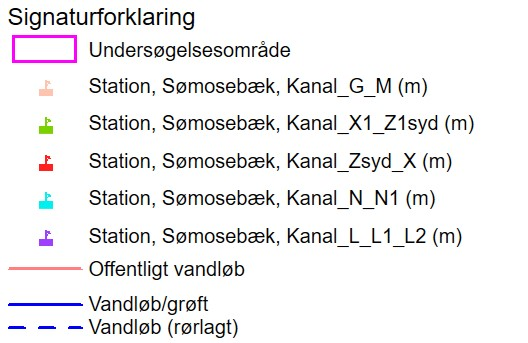 Signaturforklaring
Undersøgelsesområde
Station, Sømosebæk, Kanal_G_M (m)
Station, Sømosebæk, Kanal_X1_Z1syd (m)
Station, Sømosebæk, Kanal_Zsyd_X (m)
Station, Sømosebæk, Kanal_N_N1 (m)
Station, Sømosebæk, Kanal_L_L1_L2 (m)
Offentligt vandløb
Vandløb/grøft
Vandløb (rørlagt)